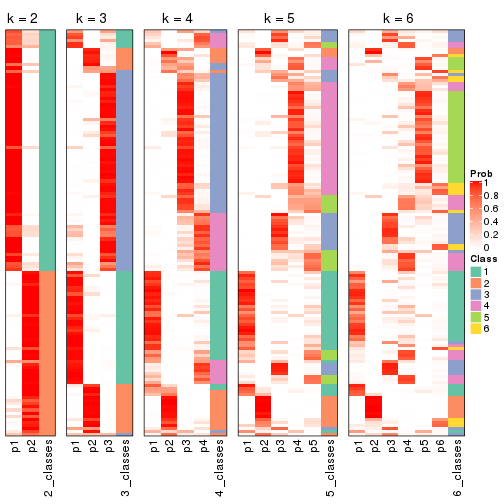 k = 2
k = 3
k = 4
k = 5
k = 6
Prob
1
0.8
0.6
0.4
0.2
0
Class
1
2
3
4
5
6
p1
p2
2_classes
p1
p2
p3
3_classes
p1
p2
p3
p4
4_classes
p1
p2
p3
p4
p5
5_classes
p1
p2
p3
p4
p5
p6
6_classes